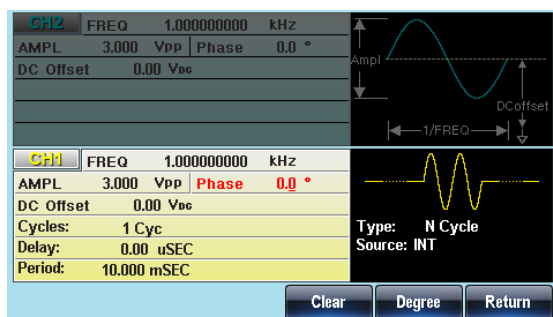 CH2 FREQ 1.000000000 kHz
AMPL 3.000 Vpp Phase 0.0 °
DC Offset 0.00 VDC
Ampl
DCoffset
1/FREQ
CH1 FREQ 1.000000000 kHz
AMPL 3.000 Vpp Phase 0.0 °
DC Offset 0.00 VDC
Cycles: 1 Cyc
Delay: 0.00 uSEC
Period: 10.000 mSEC
Type: N Cycle
Source: INT
Clear Degree Return